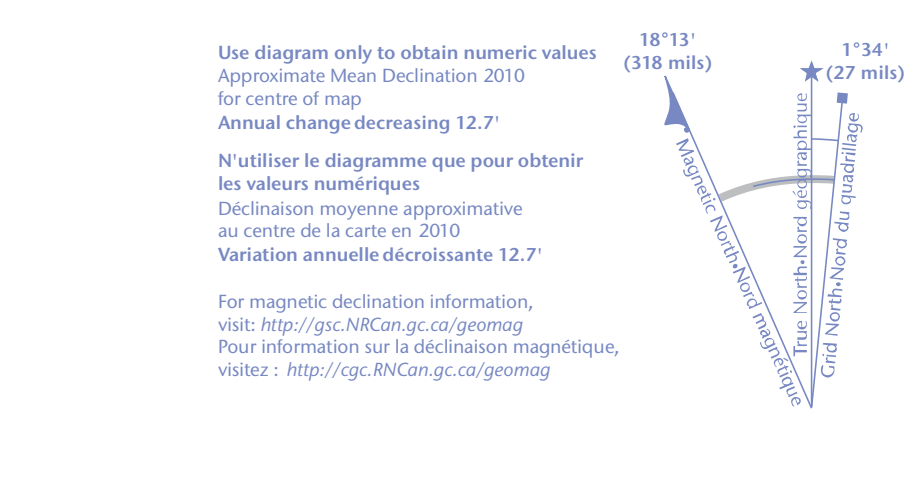 Use diagram only to obtain numeric values
Approximate Mean Declination 2010
for centre of map
Annual change decreasing 12.7'
N'utiliser le diagramme que pour obtenir
les valeurs numériques
Déclinaison moyenne approximative
au centre de la carte en 2010
Variation annuelle décroissante 12.7'
For magnetic declination information,
visit: http://gsc.NRCan.gc.ca/geomag
Pour information sur la déclinaison magnétique,
visitez : http://cgc.RNCan.gc.ca/geomag
18°13'
(318 mils)
1°34'
(27 mils)
Magnetic North•Nord magnétique
True North•Nord géographique
Grid North•Nord du quadrillage